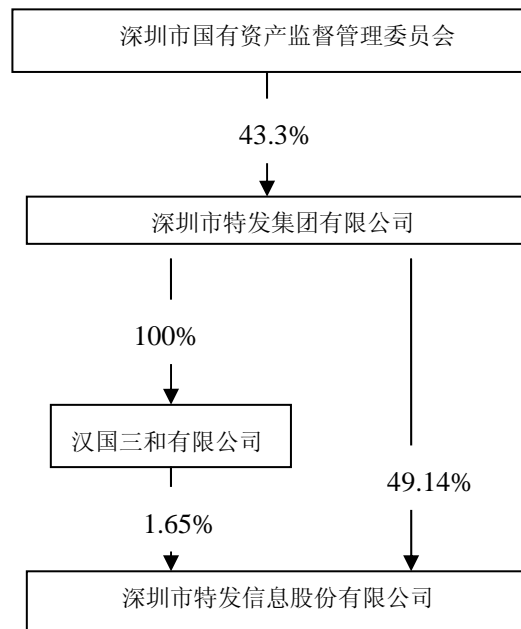 深圳市国有资产监督管理委员会
43.3%
深圳市特发集团有限公司
100%
汉国三和有限公司
49.14%
1.65%
深圳市特发信息股份有限公司